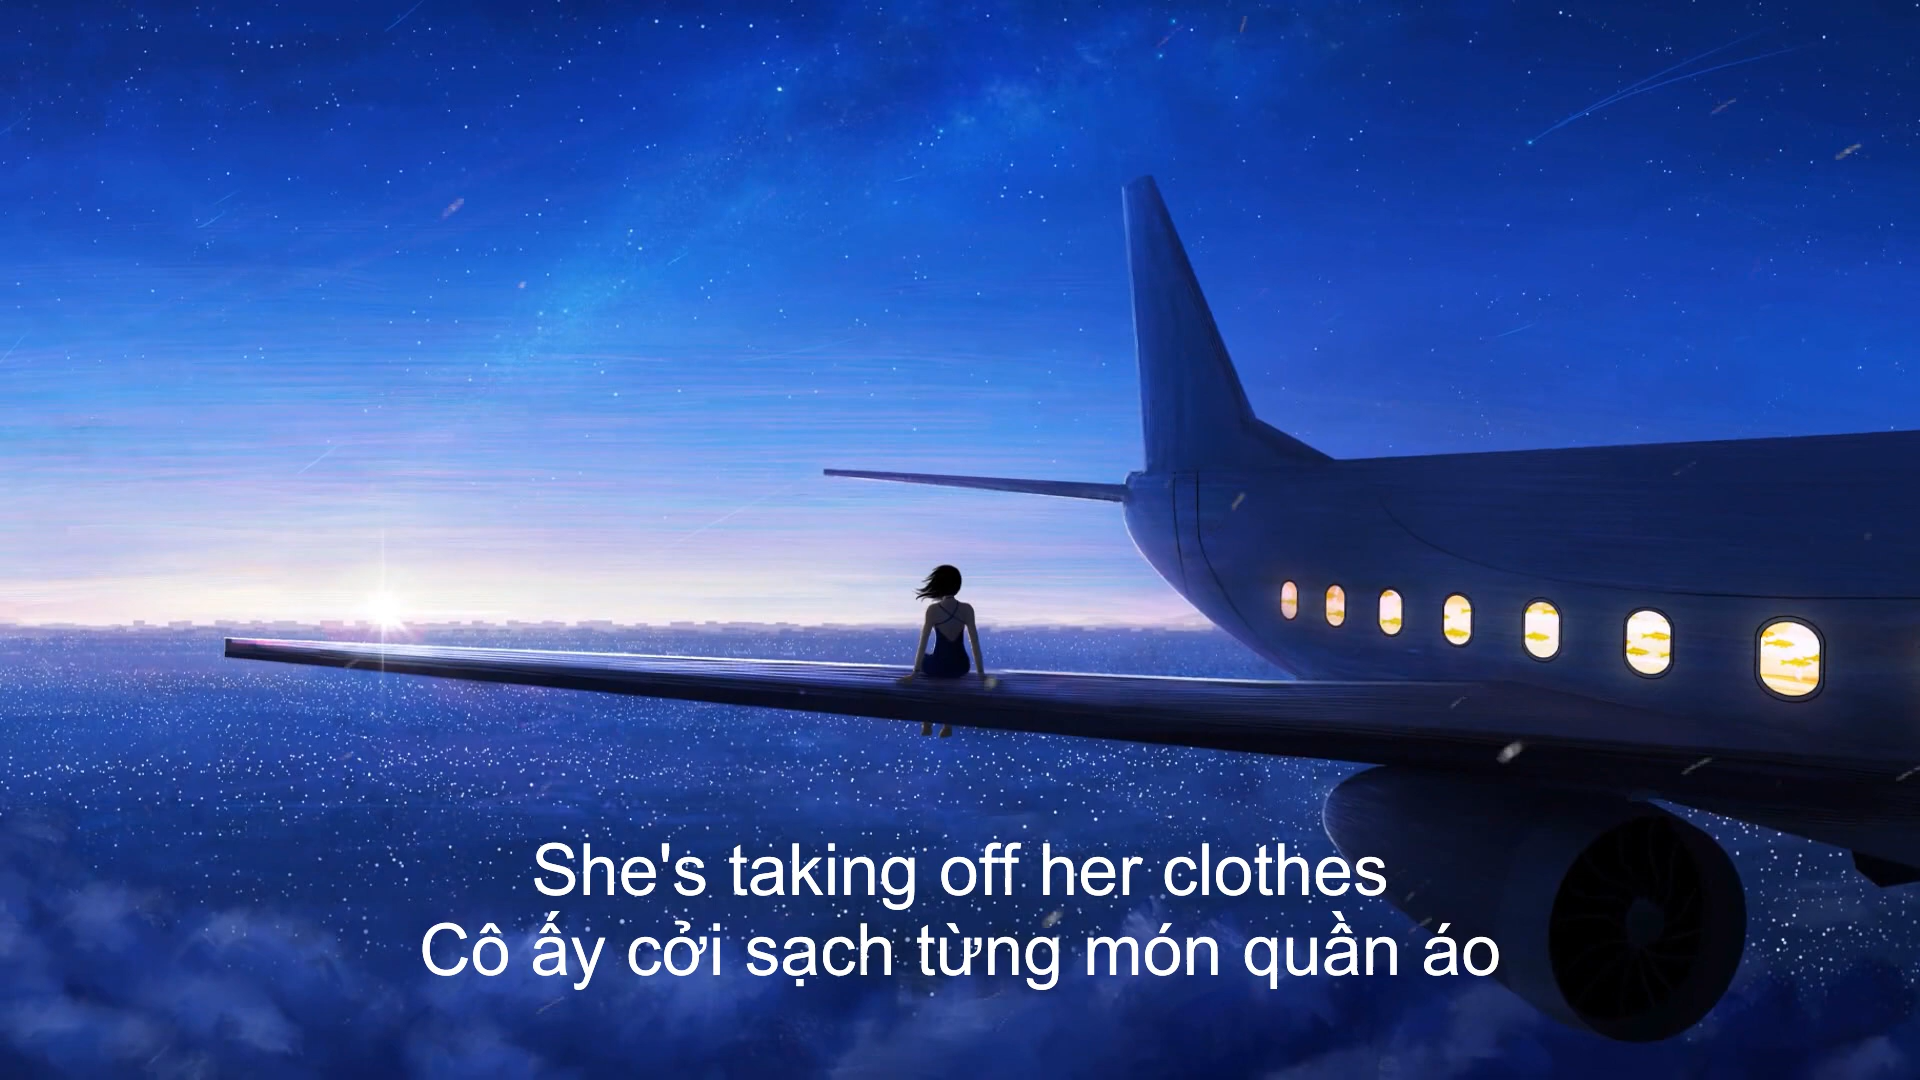 She's taking off her clothes
Cô ấy cởi sạch từng món quần áo